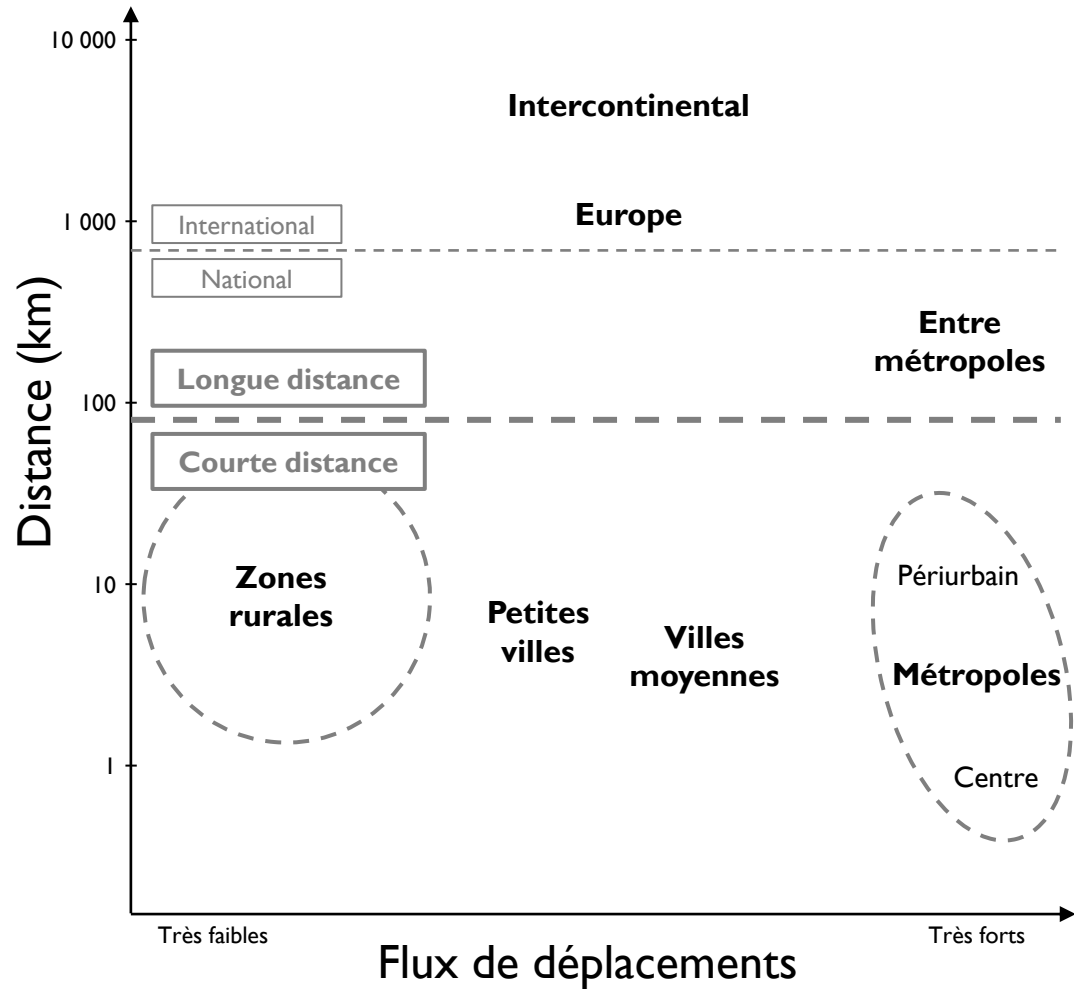 10 000
Intercontinental
1 000
International
Europe
National
Entre
métropoles
Longue distance
100
Courte distance
Distance (km)
10
Zones
rurales
Petites
villes
Villes
moyennes
Périurbain
Métropoles
1
Centre
Très faibles
Très forts
Flux de déplacements